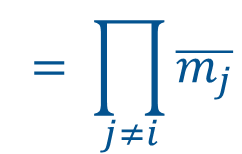 = ∏_{j≠i} \overline{m_j}